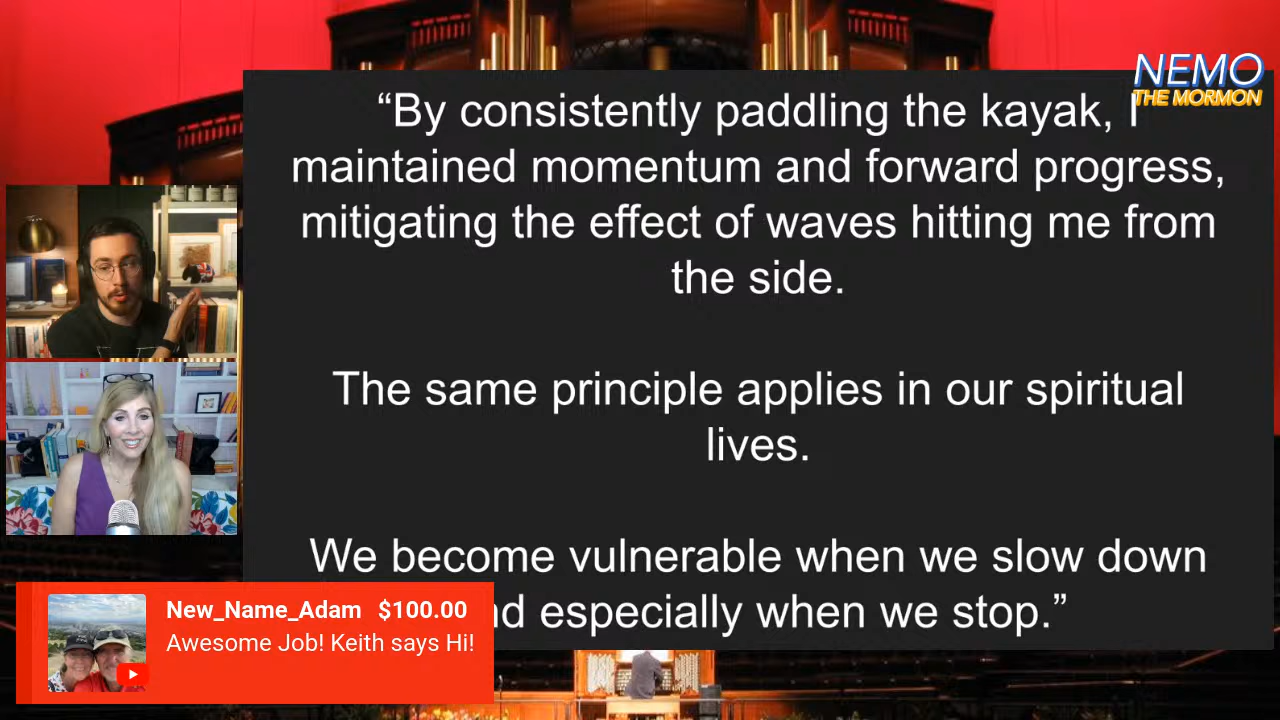 NEMO
THE MORMON
“By consistently paddling the kayak, I
maintained momentum and forward progress,
mitigating the effect of waves hitting me from
the side.
The same principle applies in our spiritual
lives.
We become vulnerable when we slow down
especially when we stop.”
New_Name_Adam $100.00
Awesome Job! Keith says Hi!